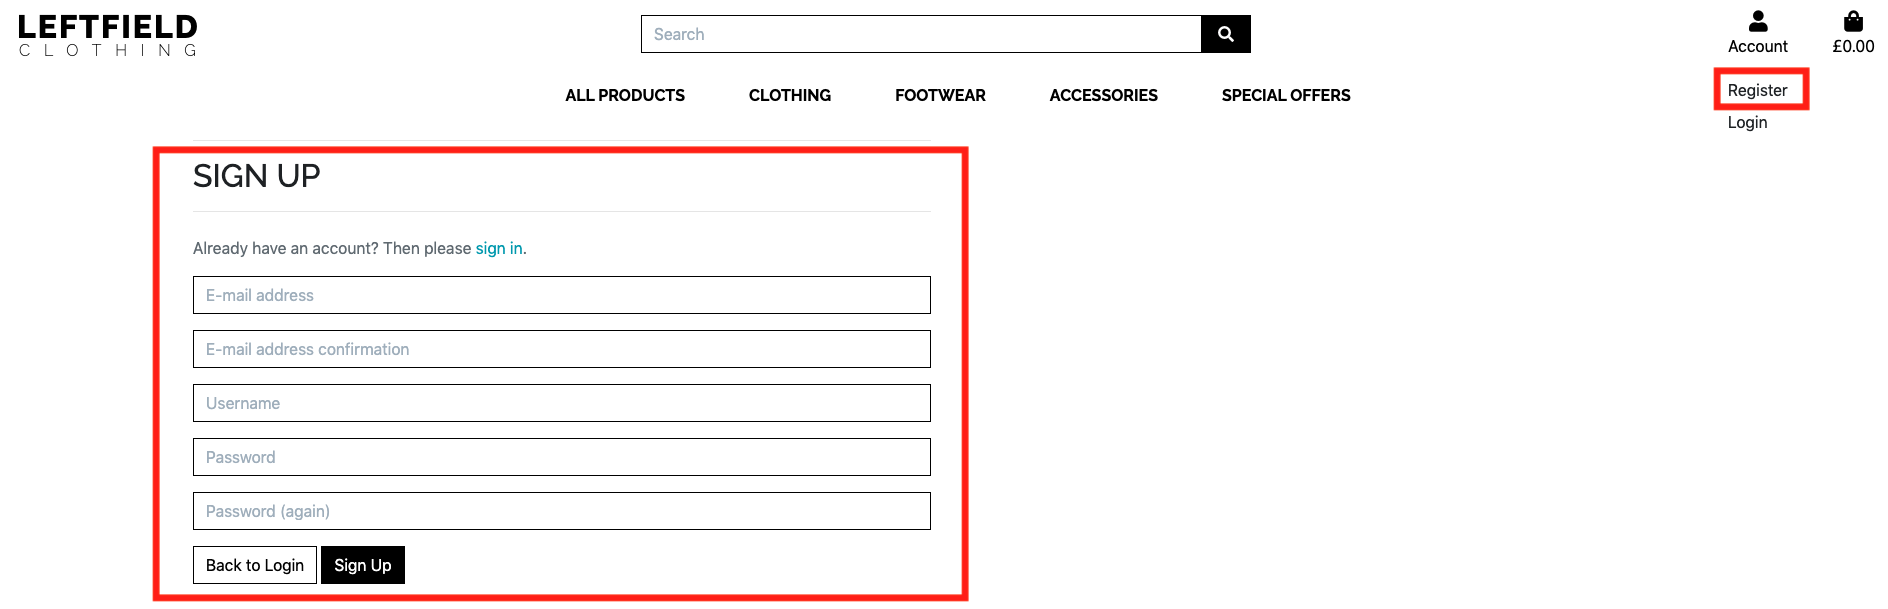 LEFTFIELD
CLOTHING
Search
Account
£0.00
ALL PRODUCTS
CLOTHING
FOOTWEAR
ACCESSORIES
SPECIAL OFFERS
Register
Login
SIGN UP
Already have an account? Then please sign in.
E-mail address
E-mail address confirmation
Username
Password
Password (again)
Back to Login
Sign Up